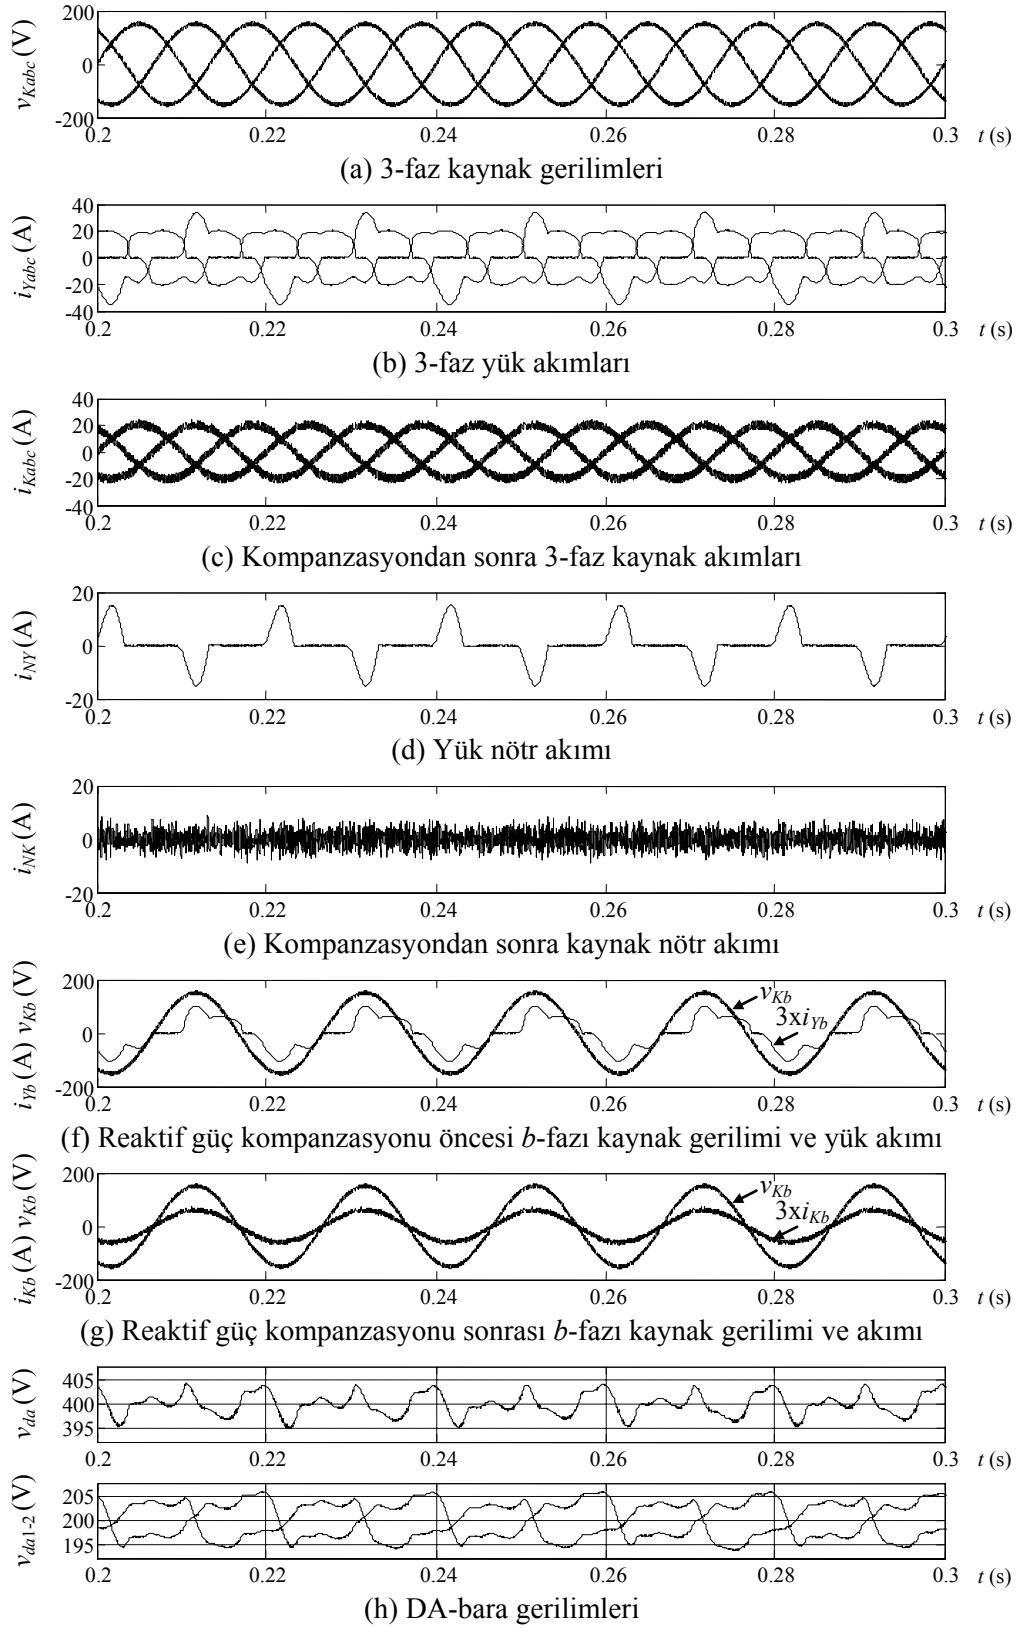 v_Kabc (V)
200
0
-200
0.2 0.22 0.24 0.26 0.28 0.3 t (s)
(a) 3-faz kaynak gerilimleri
i_Yabc (A)
40
20
0
-20
-40
0.2 0.22 0.24 0.26 0.28 0.3 t (s)
(b) 3-faz yük akımları
i_Kabc (A)
40
20
0
-20
-40
0.2 0.22 0.24 0.26 0.28 0.3 t (s)
(c) Kompanzasyondan sonra 3-faz kaynak akımları
i_NY (A)
20
0
-20
0.2 0.22 0.24 0.26 0.28 0.3 t (s)
(d) Yük nötr akımı
i_NK (A)
20
0
-20
0.2 0.22 0.24 0.26 0.28 0.3 t (s)
(e) Kompanzasyondan sonra kaynak nötr akımı
i_Yb (A) v_Kb (V)
200
0
-200
v_Kb
3xi_Yb
0.2 0.22 0.24 0.26 0.28 0.3 t (s)
(f) Reaktif güç kompanzasyonu öncesi b-fazı kaynak gerilimi ve yük akımı
i_Kb (A) v_Kb (V)
200
0
-200
v_Kb
3xi_Kb
0.2 0.22 0.24 0.26 0.28 0.3 t (s)
(g) Reaktif güç kompanzasyonu sonrası b-fazı kaynak gerilimi ve akımı
v_da (V)
405
400
395
0.2 0.22 0.24 0.26 0.28 0.3 t (s)
v_da1-2 (V)
205
200
195
0.2 0.22 0.24 0.26 0.28 0.3 t (s)
(h) DA-bara gerilimleri